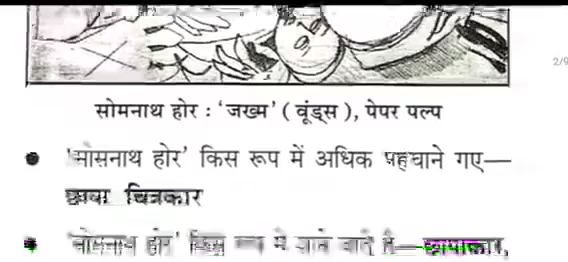 2/9
सोमनाथ होर : 'जख्म' ( वूंड्स ), पेपर पल्प
• 'सोमनाथ होर' किस रूप में अधिक पहचाने गए—
छापा चित्रकार
• 'सोमनाथ होर' किस रूप में जाने जाते है— छापाकार,